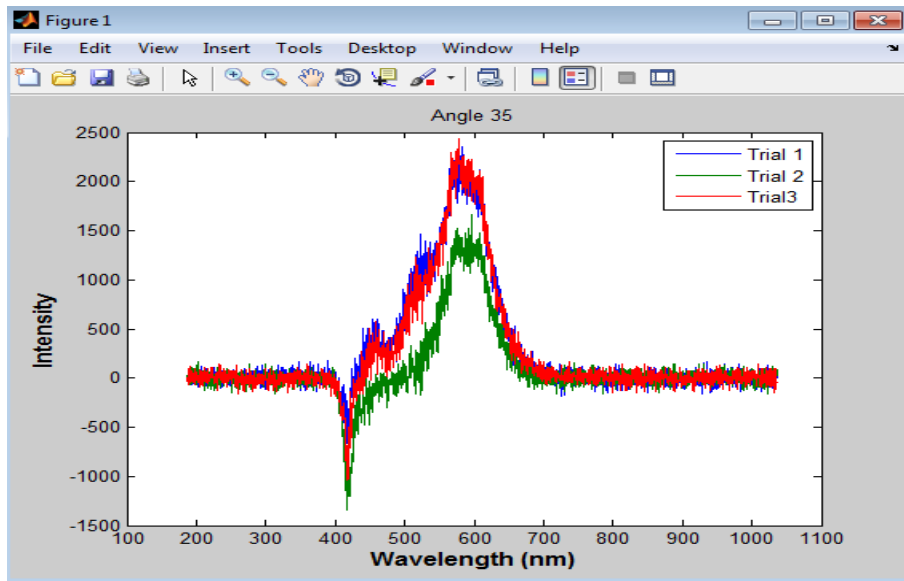 Figure 1
File Edit View Insert Tools Desktop Window Help
Angle 35
2500
2000
1500
1000
500
0
-500
-1000
-1500
Intensity
Trial 1
Trial 2
Trial3
100 200 300 400 500 600 700 800 900 1000 1100
Wavelength (nm)